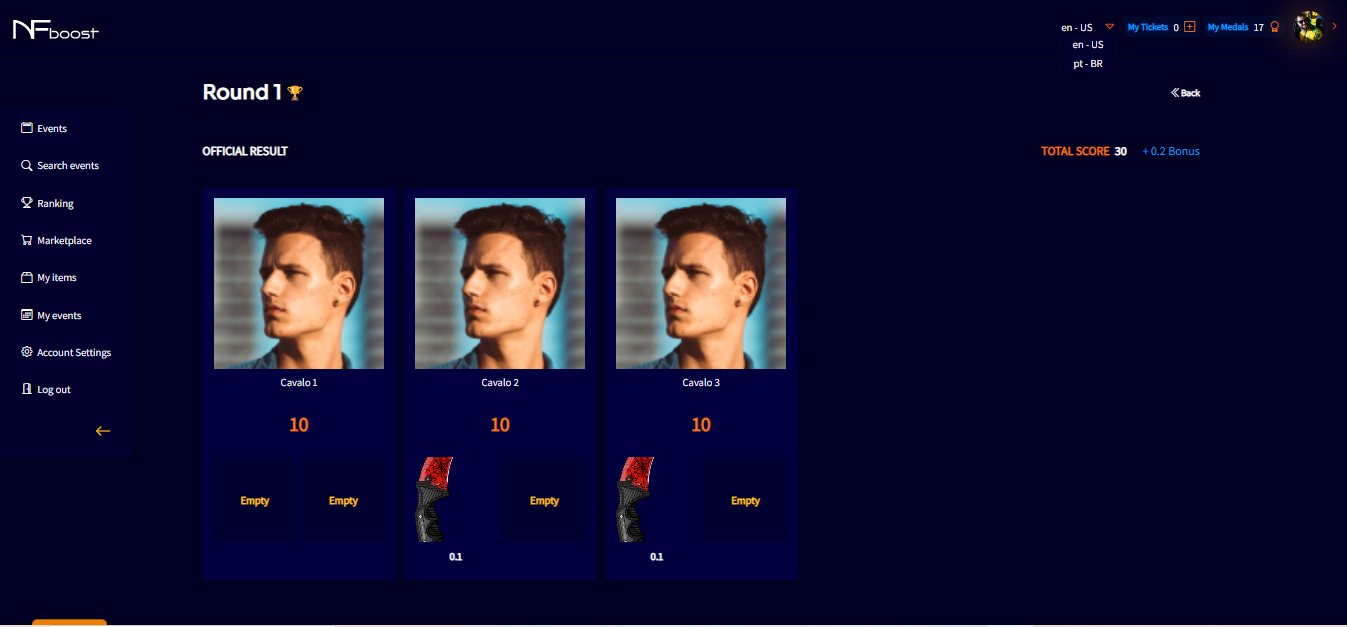 NFboost
en - US
My Tickets 0
My Medals 17
en - US
pt - BR
Round 1
Back
Events
Search events
Ranking
Marketplace
My items
My events
Account Settings
Log out
OFFICIAL RESULT
TOTAL SCORE 30 + 0.2 Bonus
Cavalo 1
10
Empty
Empty
Cavalo 2
10
Empty
0.1
Cavalo 3
10
Empty
0.1